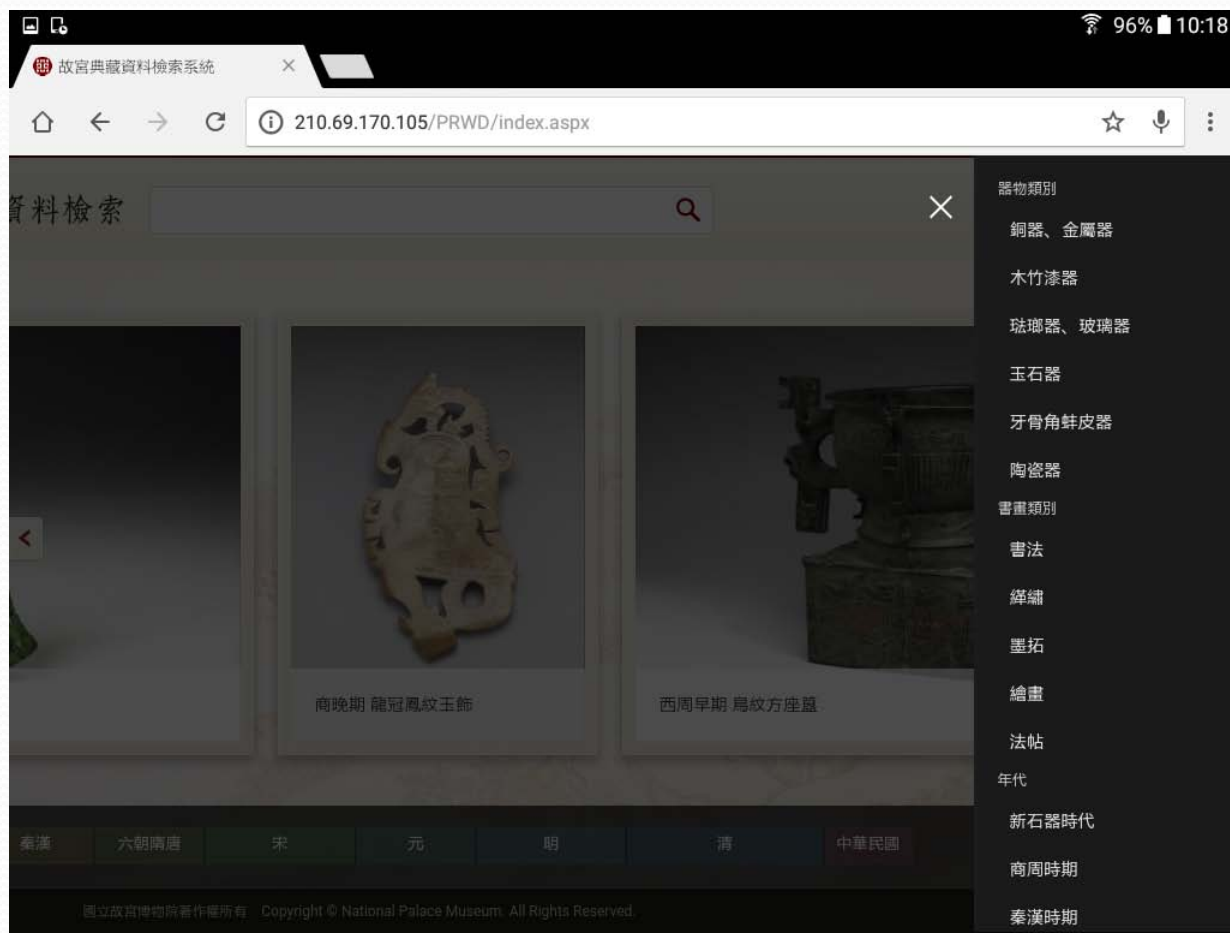 96% 10:18
故宮典藏資料檢索系統
210.69.170.105/PRWD/index.aspx
資料檢索
商晚期 龍冠鳳紋玉飾
西周早期 鳥紋方座簋
秦漢
六朝隋唐
宋
元
明
清
中華民國
國立故宮博物院著作權所有 Copyright © National Palace Museum. All Rights Reserved.
器物類別
銅器、金屬器
木竹漆器
琺瑯器、玻璃器
玉石器
牙骨角蚌皮器
陶瓷器
書畫類別
書法
緙繡
墨拓
繪畫
法帖
年代
新石器時代
商周時期
秦漢時期